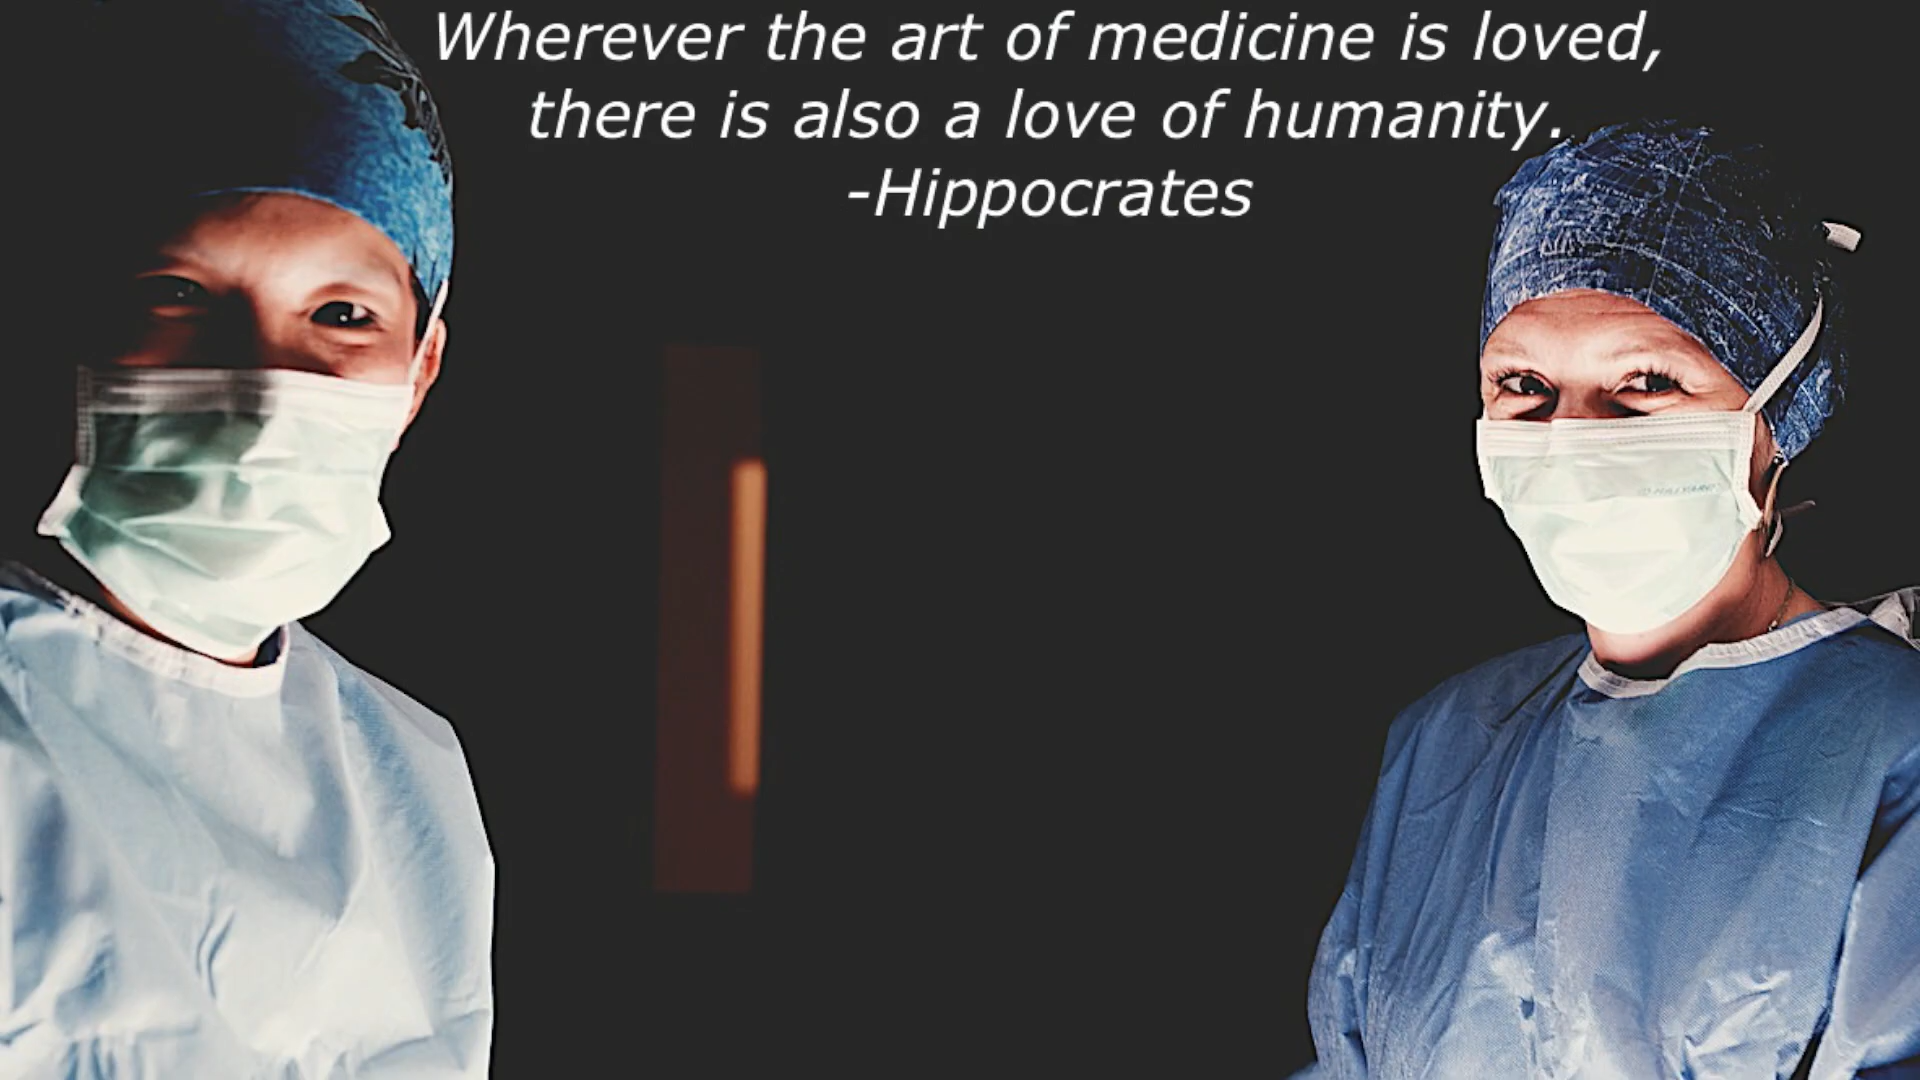 Wherever the art of medicine is loved,
there is also a love of humanity.
-Hippocrates